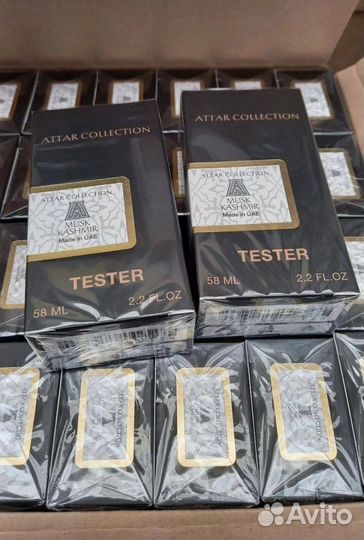 ATTAR COLLECTION
ATTAR COLLECTION
MUSK
KASHMIR
Made in UAE
TESTER
58 ML 2.2 FL.OZ
ATTAR COLLECTION
ATTAR COLLECTION
MUSK
KASHMIR
Made in UAE
TESTER
58 ML 2.2 FL.OZ
Avito